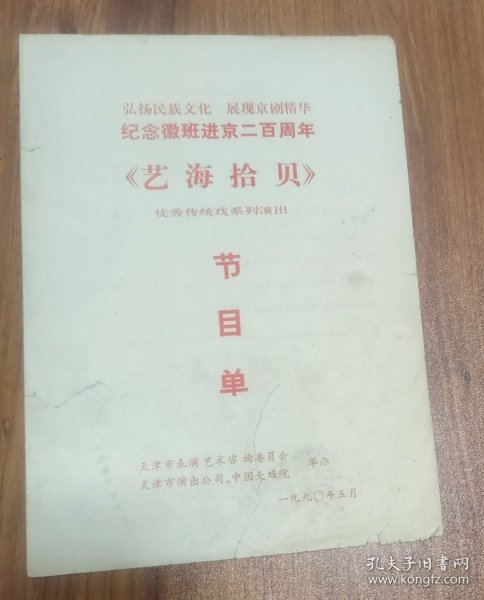 弘扬民族文化 展现京剧精华
纪念徽班进京二百周年
《艺海拾贝》
优秀传统戏系列演出
节
目
单
天津市表演艺术咨询委员会
天津市演出公司、中国大戏院
举办
一九九〇年五月
孔夫子旧书网
www.kongfz.com